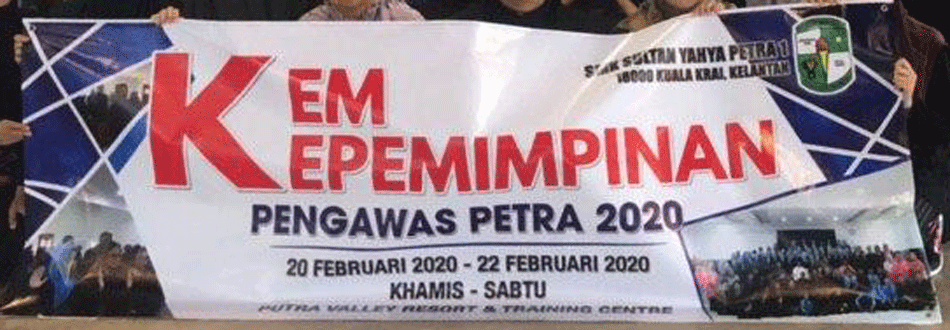 SMK SULTAN YAHYA PETRA 1
18000 KUALA KRAI, KELANTAN
KEM
KEPEMIMPINAN
PENGAWAS PETRA 2020
20 FEBRUARI 2020 - 22 FEBRUARI 2020
KHAMIS - SABTU
PUTRA VALLEY RESORT & TRAINING CENTRE